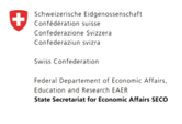 Schweizerische Eidgenossenschaft
Confédération suisse
Confederazione Svizzera
Confederaziun svizra
Swiss Confederation
Federal Departement of Economic Affairs,
Education and Research EAER
State Secretariat for Economic Affairs SECO